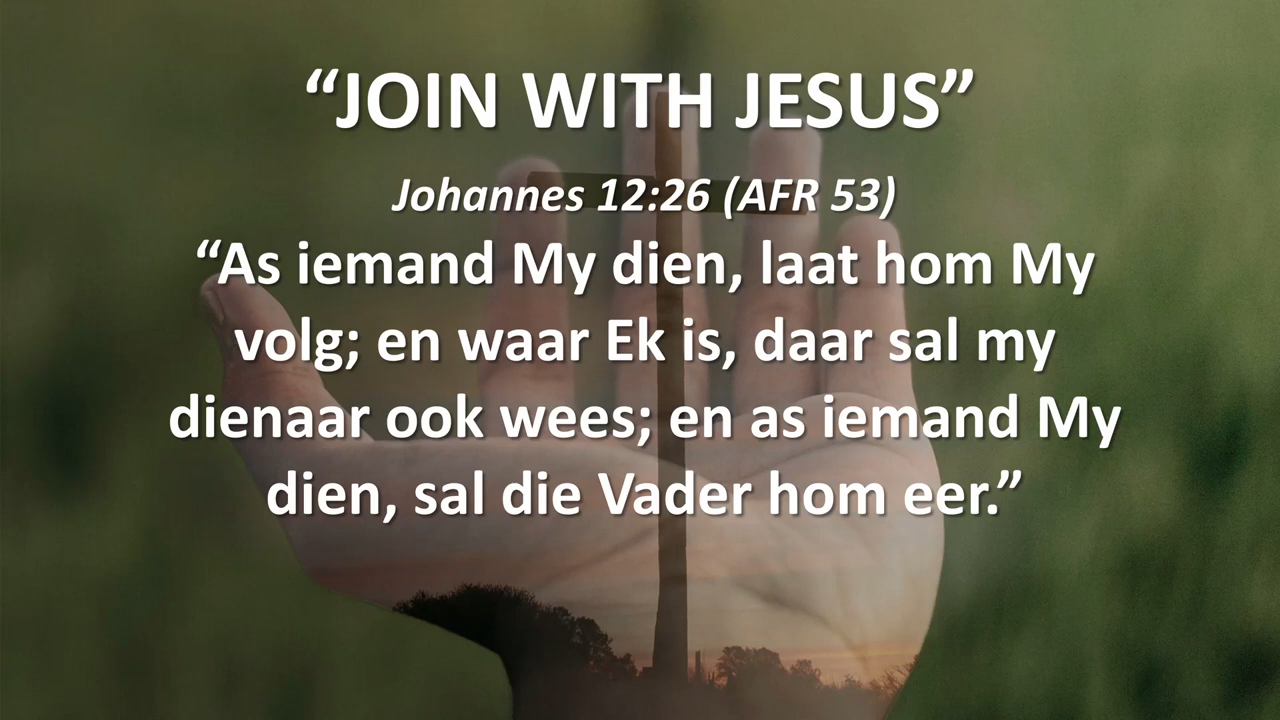 “JOIN WITH JESUS”
Johannes 12:26 (AFR 53)
“As iemand My dien, laat hom My
volg; en waar Ek is, daar sal my
dienaar ook wees; en as iemand My
dien, sal die Vader hom eer.”